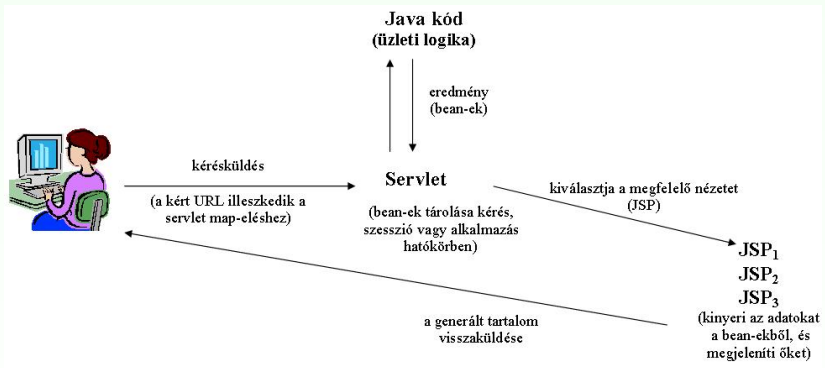 Java kód
(üzleti logika)
eredmény
(bean-ek)
kérésküldés
(a kért URL illeszkedik a
servlet map-eléshez)
Servlet
(bean-ek tárolása kérés,
szesszió vagy alkalmazás
hatókörben)
kiválasztja a megfelelő nézetet
(JSP)
JSP₁
JSP₂
JSP₃
(kinyeri az adatokat
a bean-ekből, és
megjeleníti őket)
a generált tartalom
visszaküldése